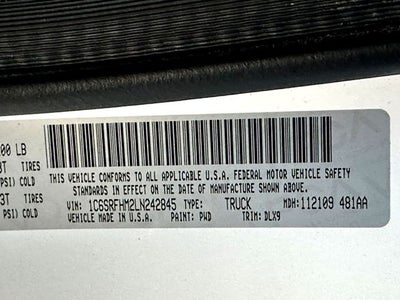 00 LB
3T TIRES
PSI) COLD
3T TIRES
PSI) COLD
THIS VEHICLE CONFORMS TO ALL APPLICABLE U.S.A. FEDERAL MOTOR VEHICLE SAFETY
STANDARDS IN EFFECT ON THE DATE OF MANUFACTURE SHOWN ABOVE.
VIN: 1C6SRFHM2LN242845 TYPE: TRUCK MDH: 112109 481AA
VEHICLE MADE IN U.S.A. PAINT: PWD TRIM: DLX9